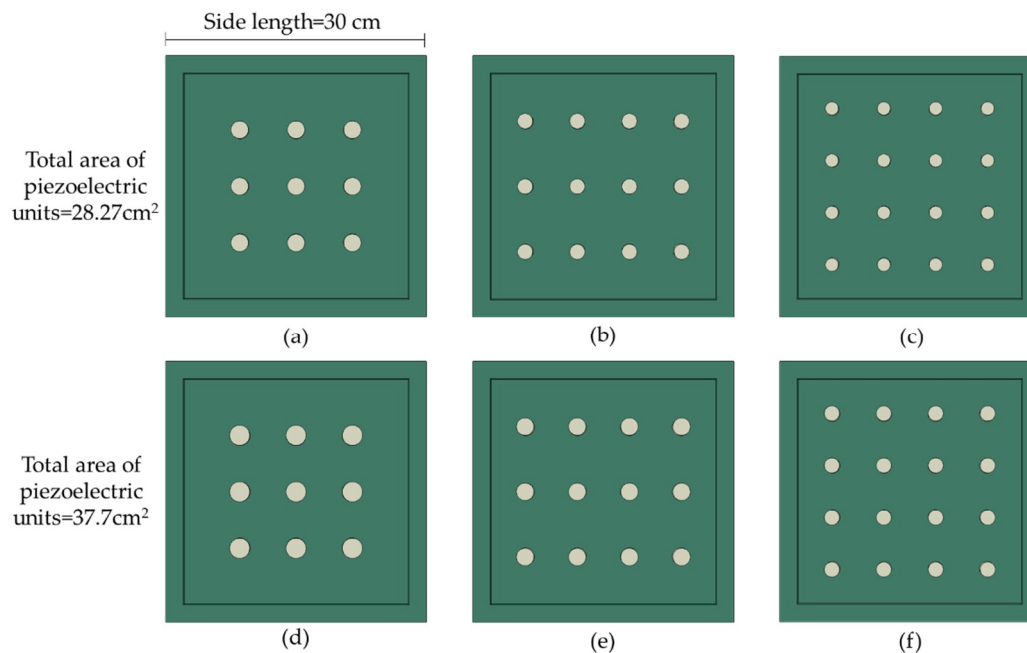 Side length=30 cm
Total area of
piezoelectric
units=28.27cm²
(a)
(b)
(c)
Total area of
piezoelectric
units=37.7cm²
(d)
(e)
(f)